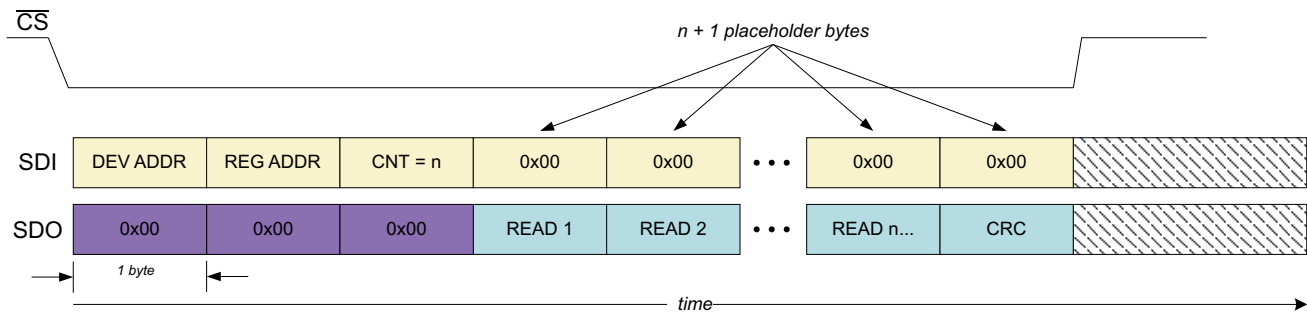 CS
n + 1 placeholder bytes
SDI DEV ADDR REG ADDR CNT = n 0x00 0x00 ••• 0x00 0x00
SDO 0x00 0x00 0x00 READ 1 READ 2 ••• READ n... CRC
1 byte
time